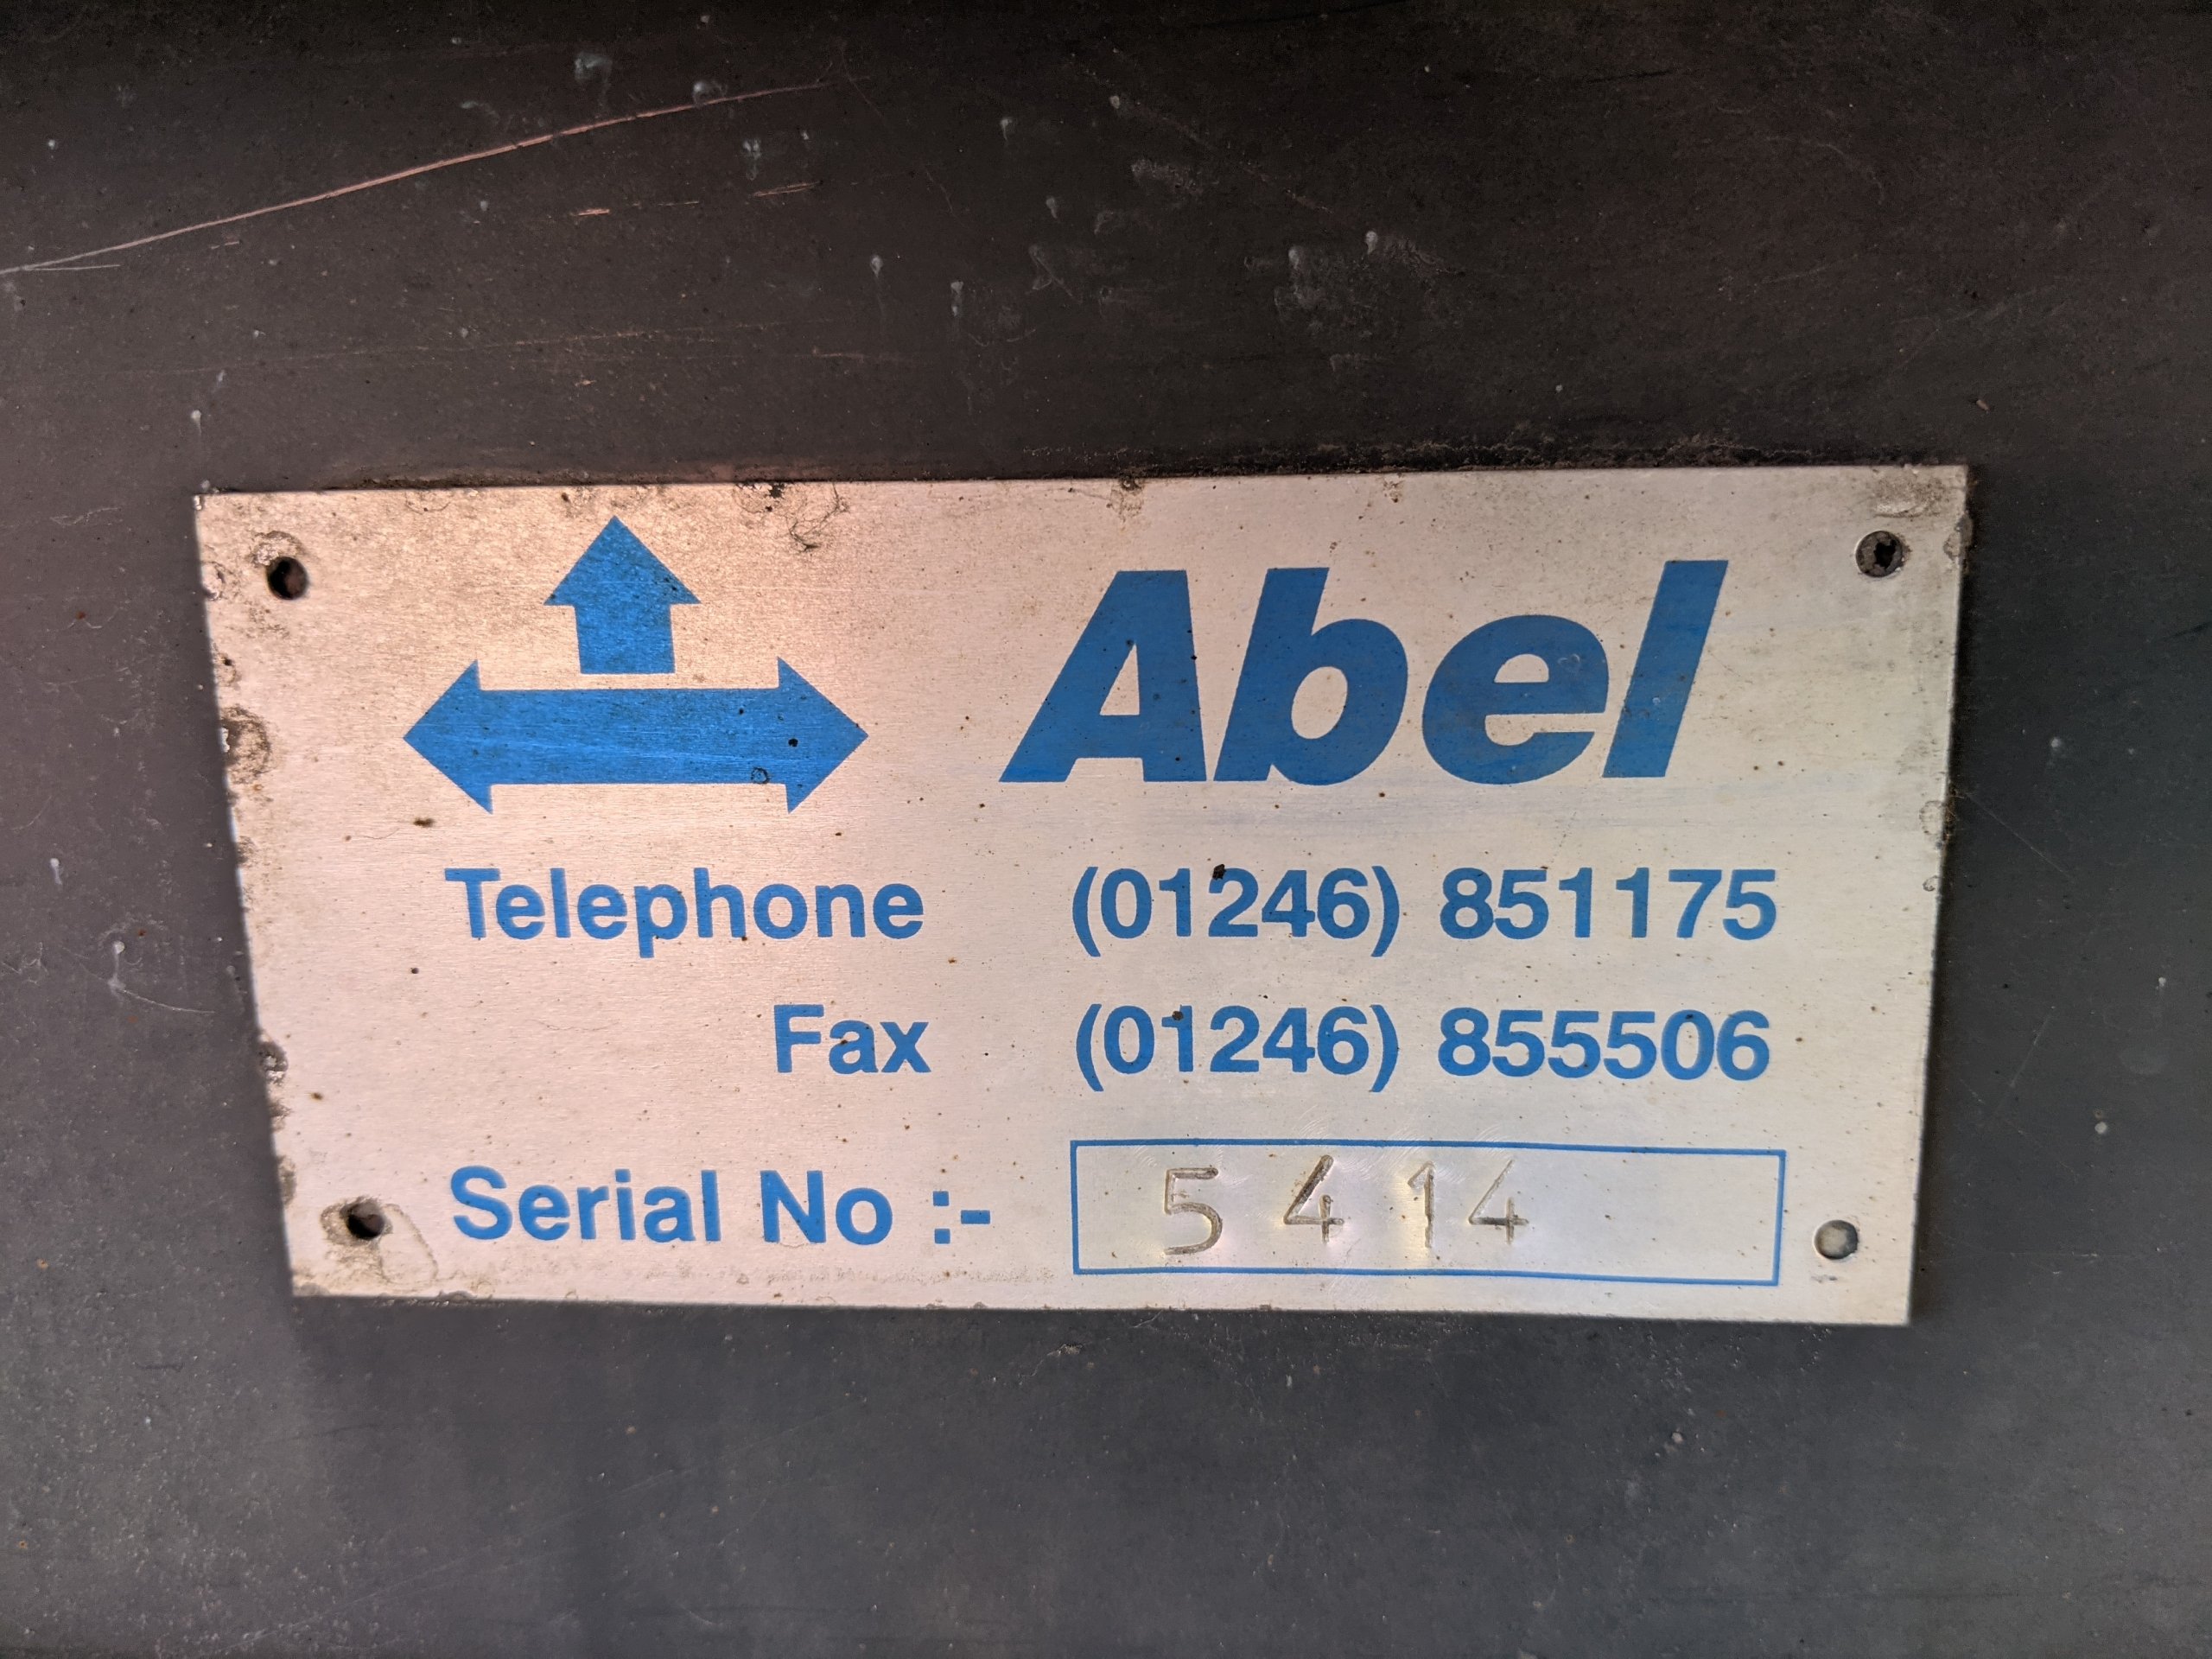 Abel
Telephone (01246) 851175
Fax (01246) 855506
Serial No :- 5414